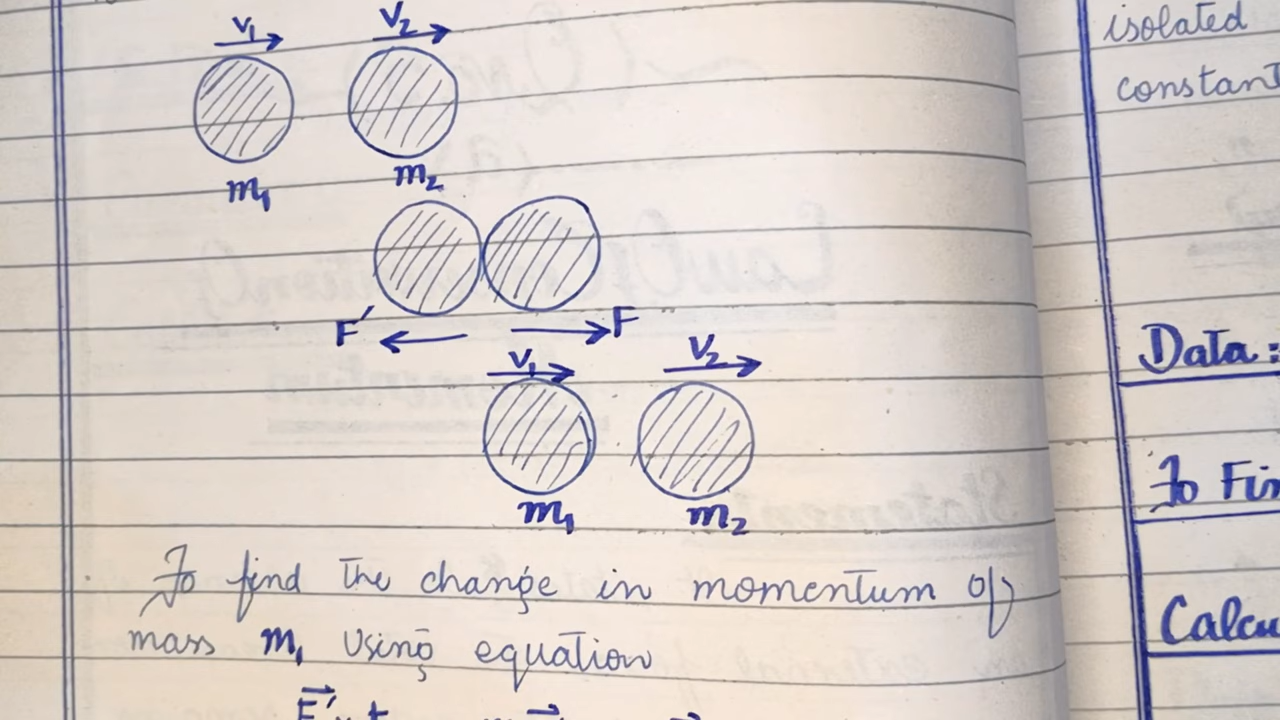 v₁ v₂
m₁ m₂
F′ F
v₁ v₂
m₁ m₂
To find the change in momentum of
mass m₁ using equation
F′ × t
isolated
constant
Data:
To Fin
Calcu